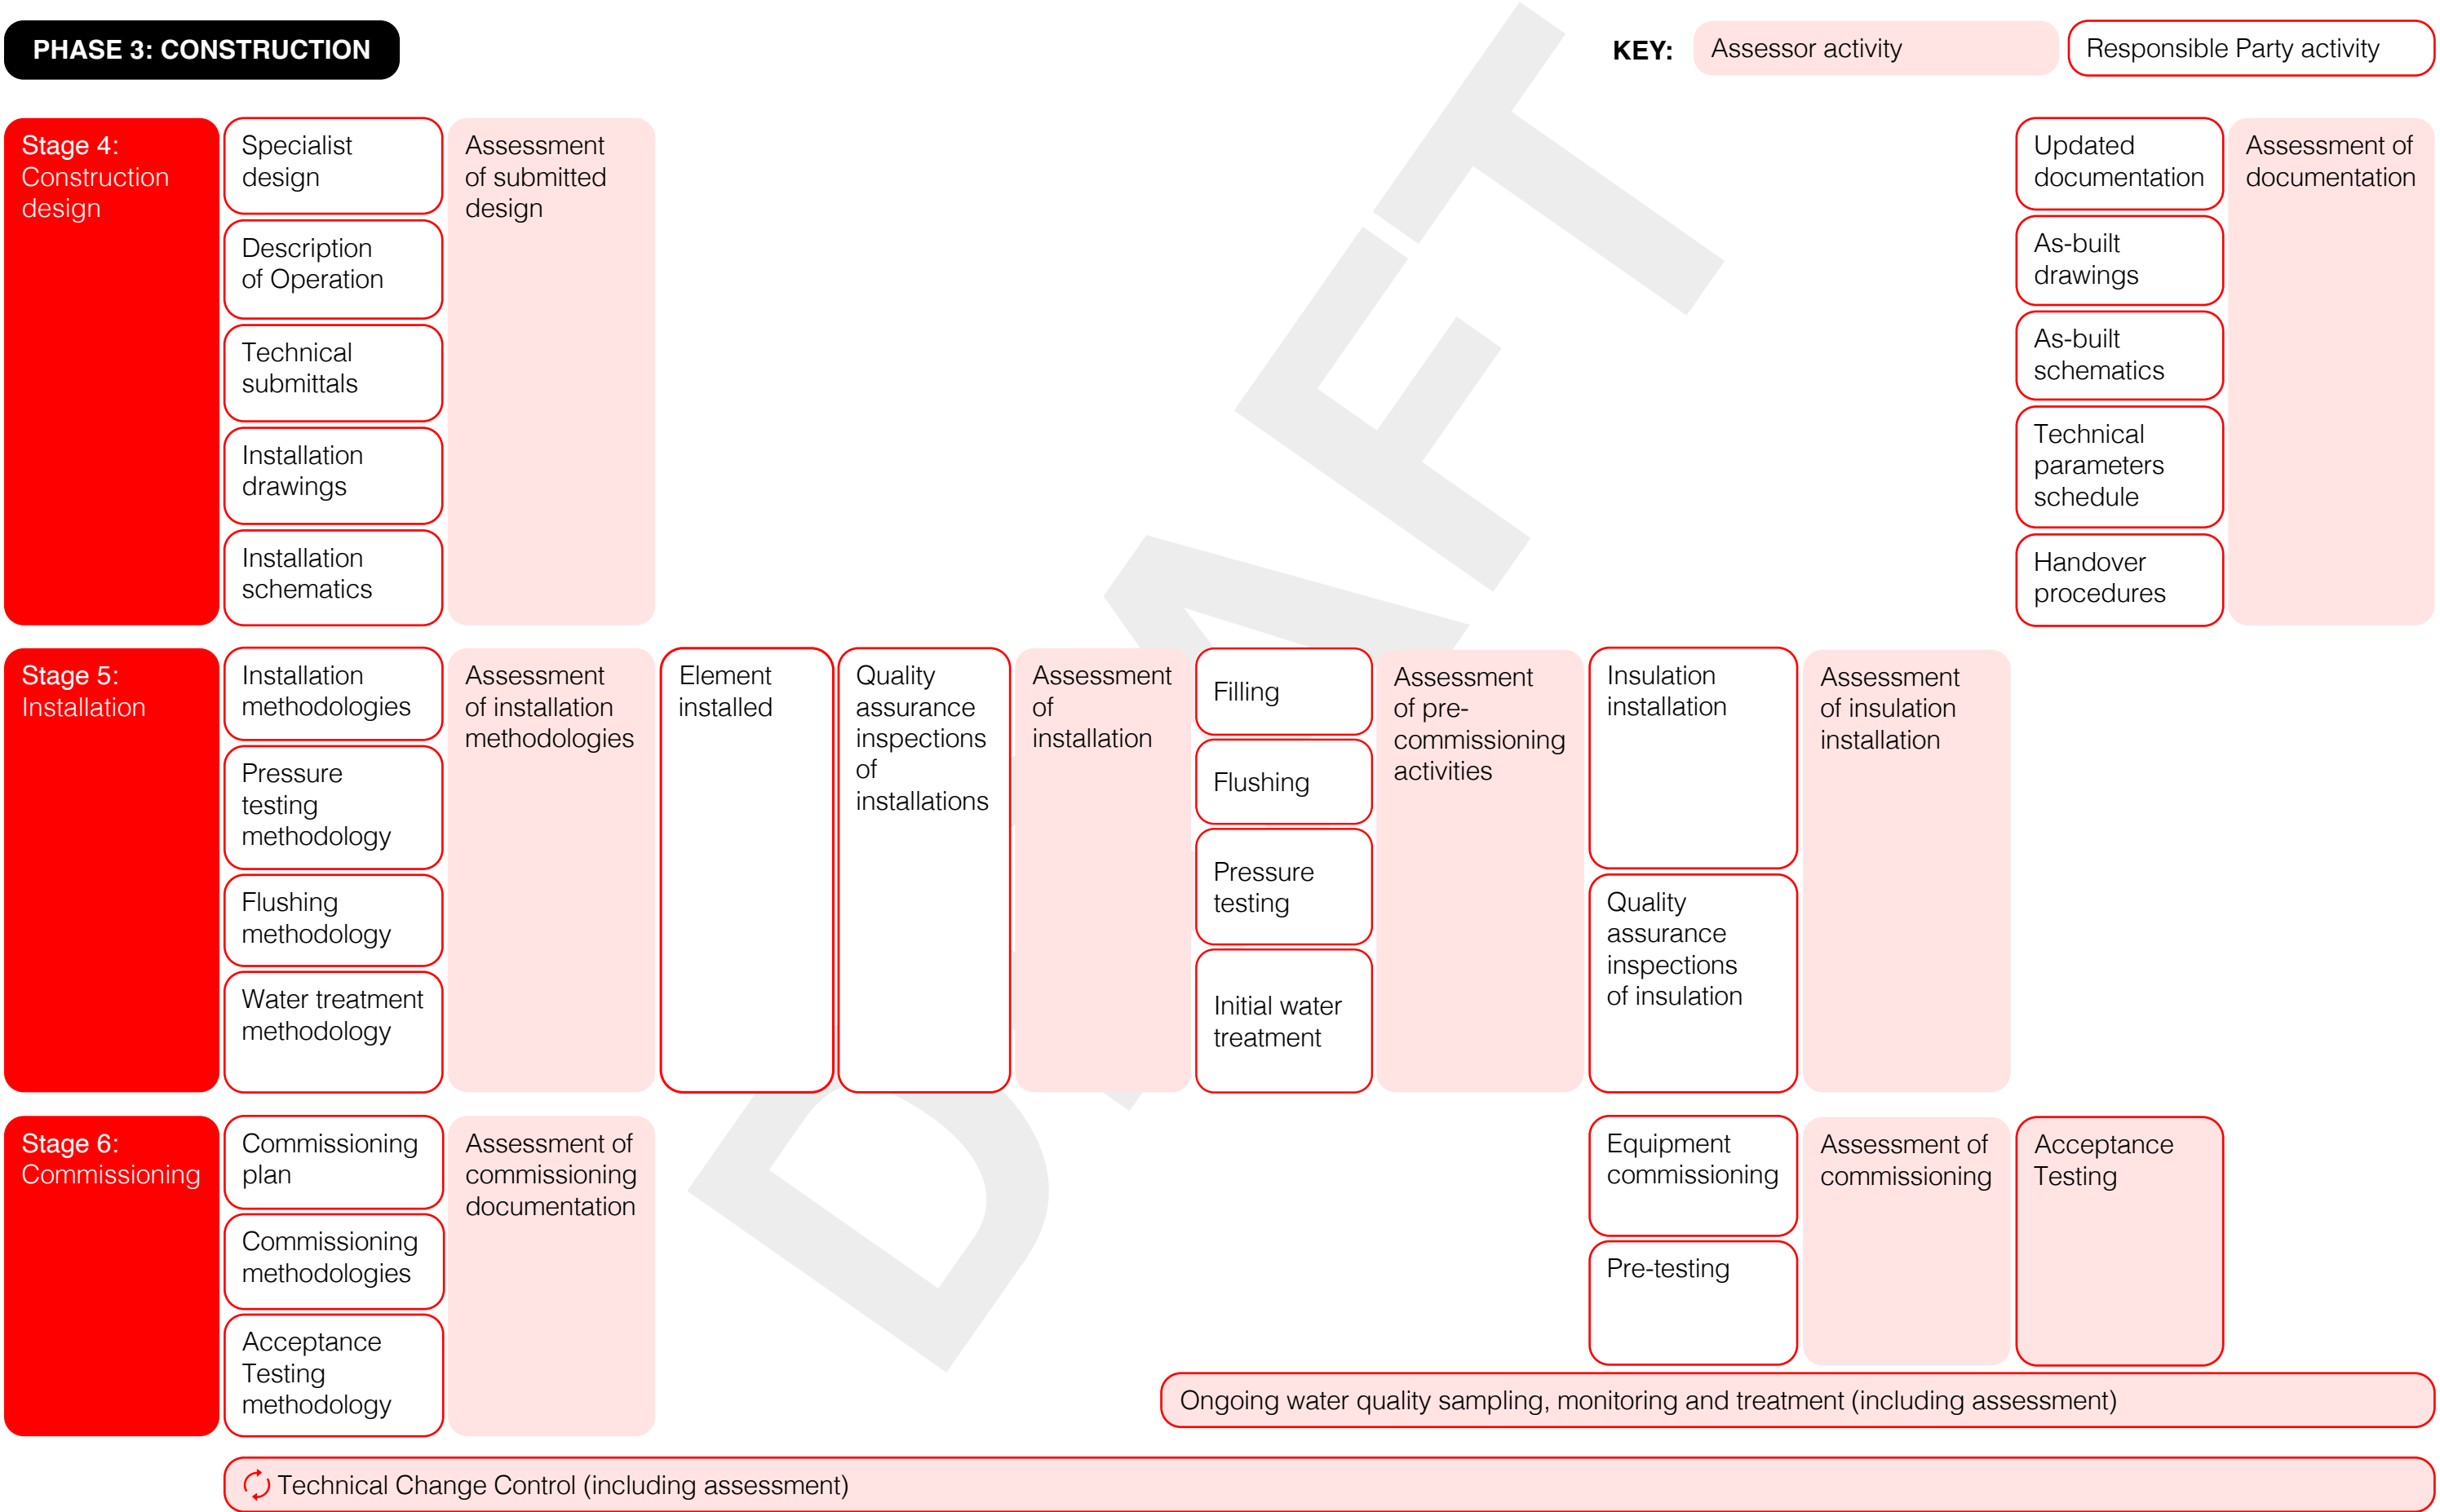 PHASE 3: CONSTRUCTION
KEY:
Assessor activity
Responsible Party activity
Stage 4:
Construction
design
Specialist
design
Description
of Operation
Technical
submittals
Installation
drawings
Installation
schematics
Assessment
of submitted
design
Updated
documentation
As-built
drawings
As-built
schematics
Technical
parameters
schedule
Handover
procedures
Assessment of
documentation
Stage 5:
Installation
Installation
methodologies
Pressure
testing
methodology
Flushing
methodology
Water treatment
methodology
Assessment
of installation
methodologies
Element
installed
Quality
assurance
inspections
of
installations
Assessment
of
installation
Filling
Flushing
Pressure
testing
Initial water
treatment
Assessment
of pre-
commissioning
activities
Insulation
installation
Quality
assurance
inspections
of insulation
Assessment
of insulation
installation
Stage 6:
Commissioning
Commissioning
plan
Commissioning
methodologies
Acceptance
Testing
methodology
Assessment of
commissioning
documentation
Equipment
commissioning
Pre-testing
Assessment of
commissioning
Acceptance
Testing
Ongoing water quality sampling, monitoring and treatment (including assessment)
Technical Change Control (including assessment)
DRAFT